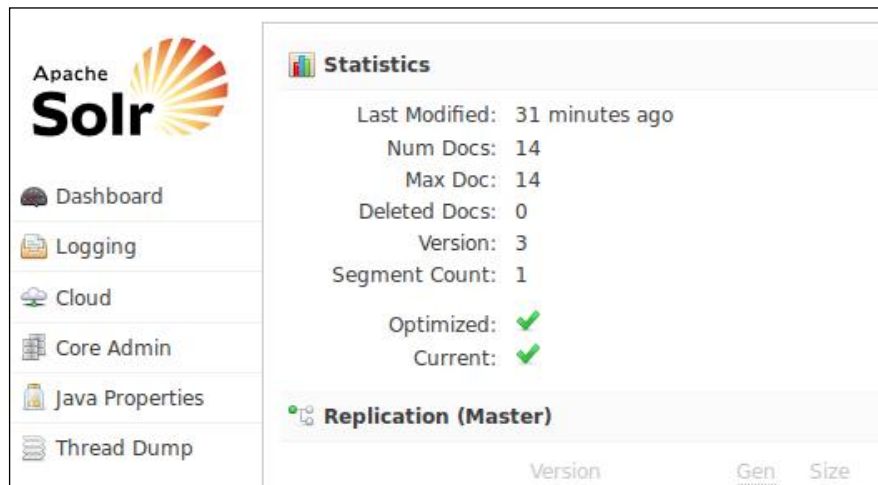 Apache
Solr
Dashboard
Logging
Cloud
Core Admin
Java Properties
Thread Dump
Statistics
Last Modified: 31 minutes ago
Num Docs: 14
Max Doc: 14
Deleted Docs: 0
Version: 3
Segment Count: 1
Optimized:
Current:
Replication (Master)
Version Gen Size